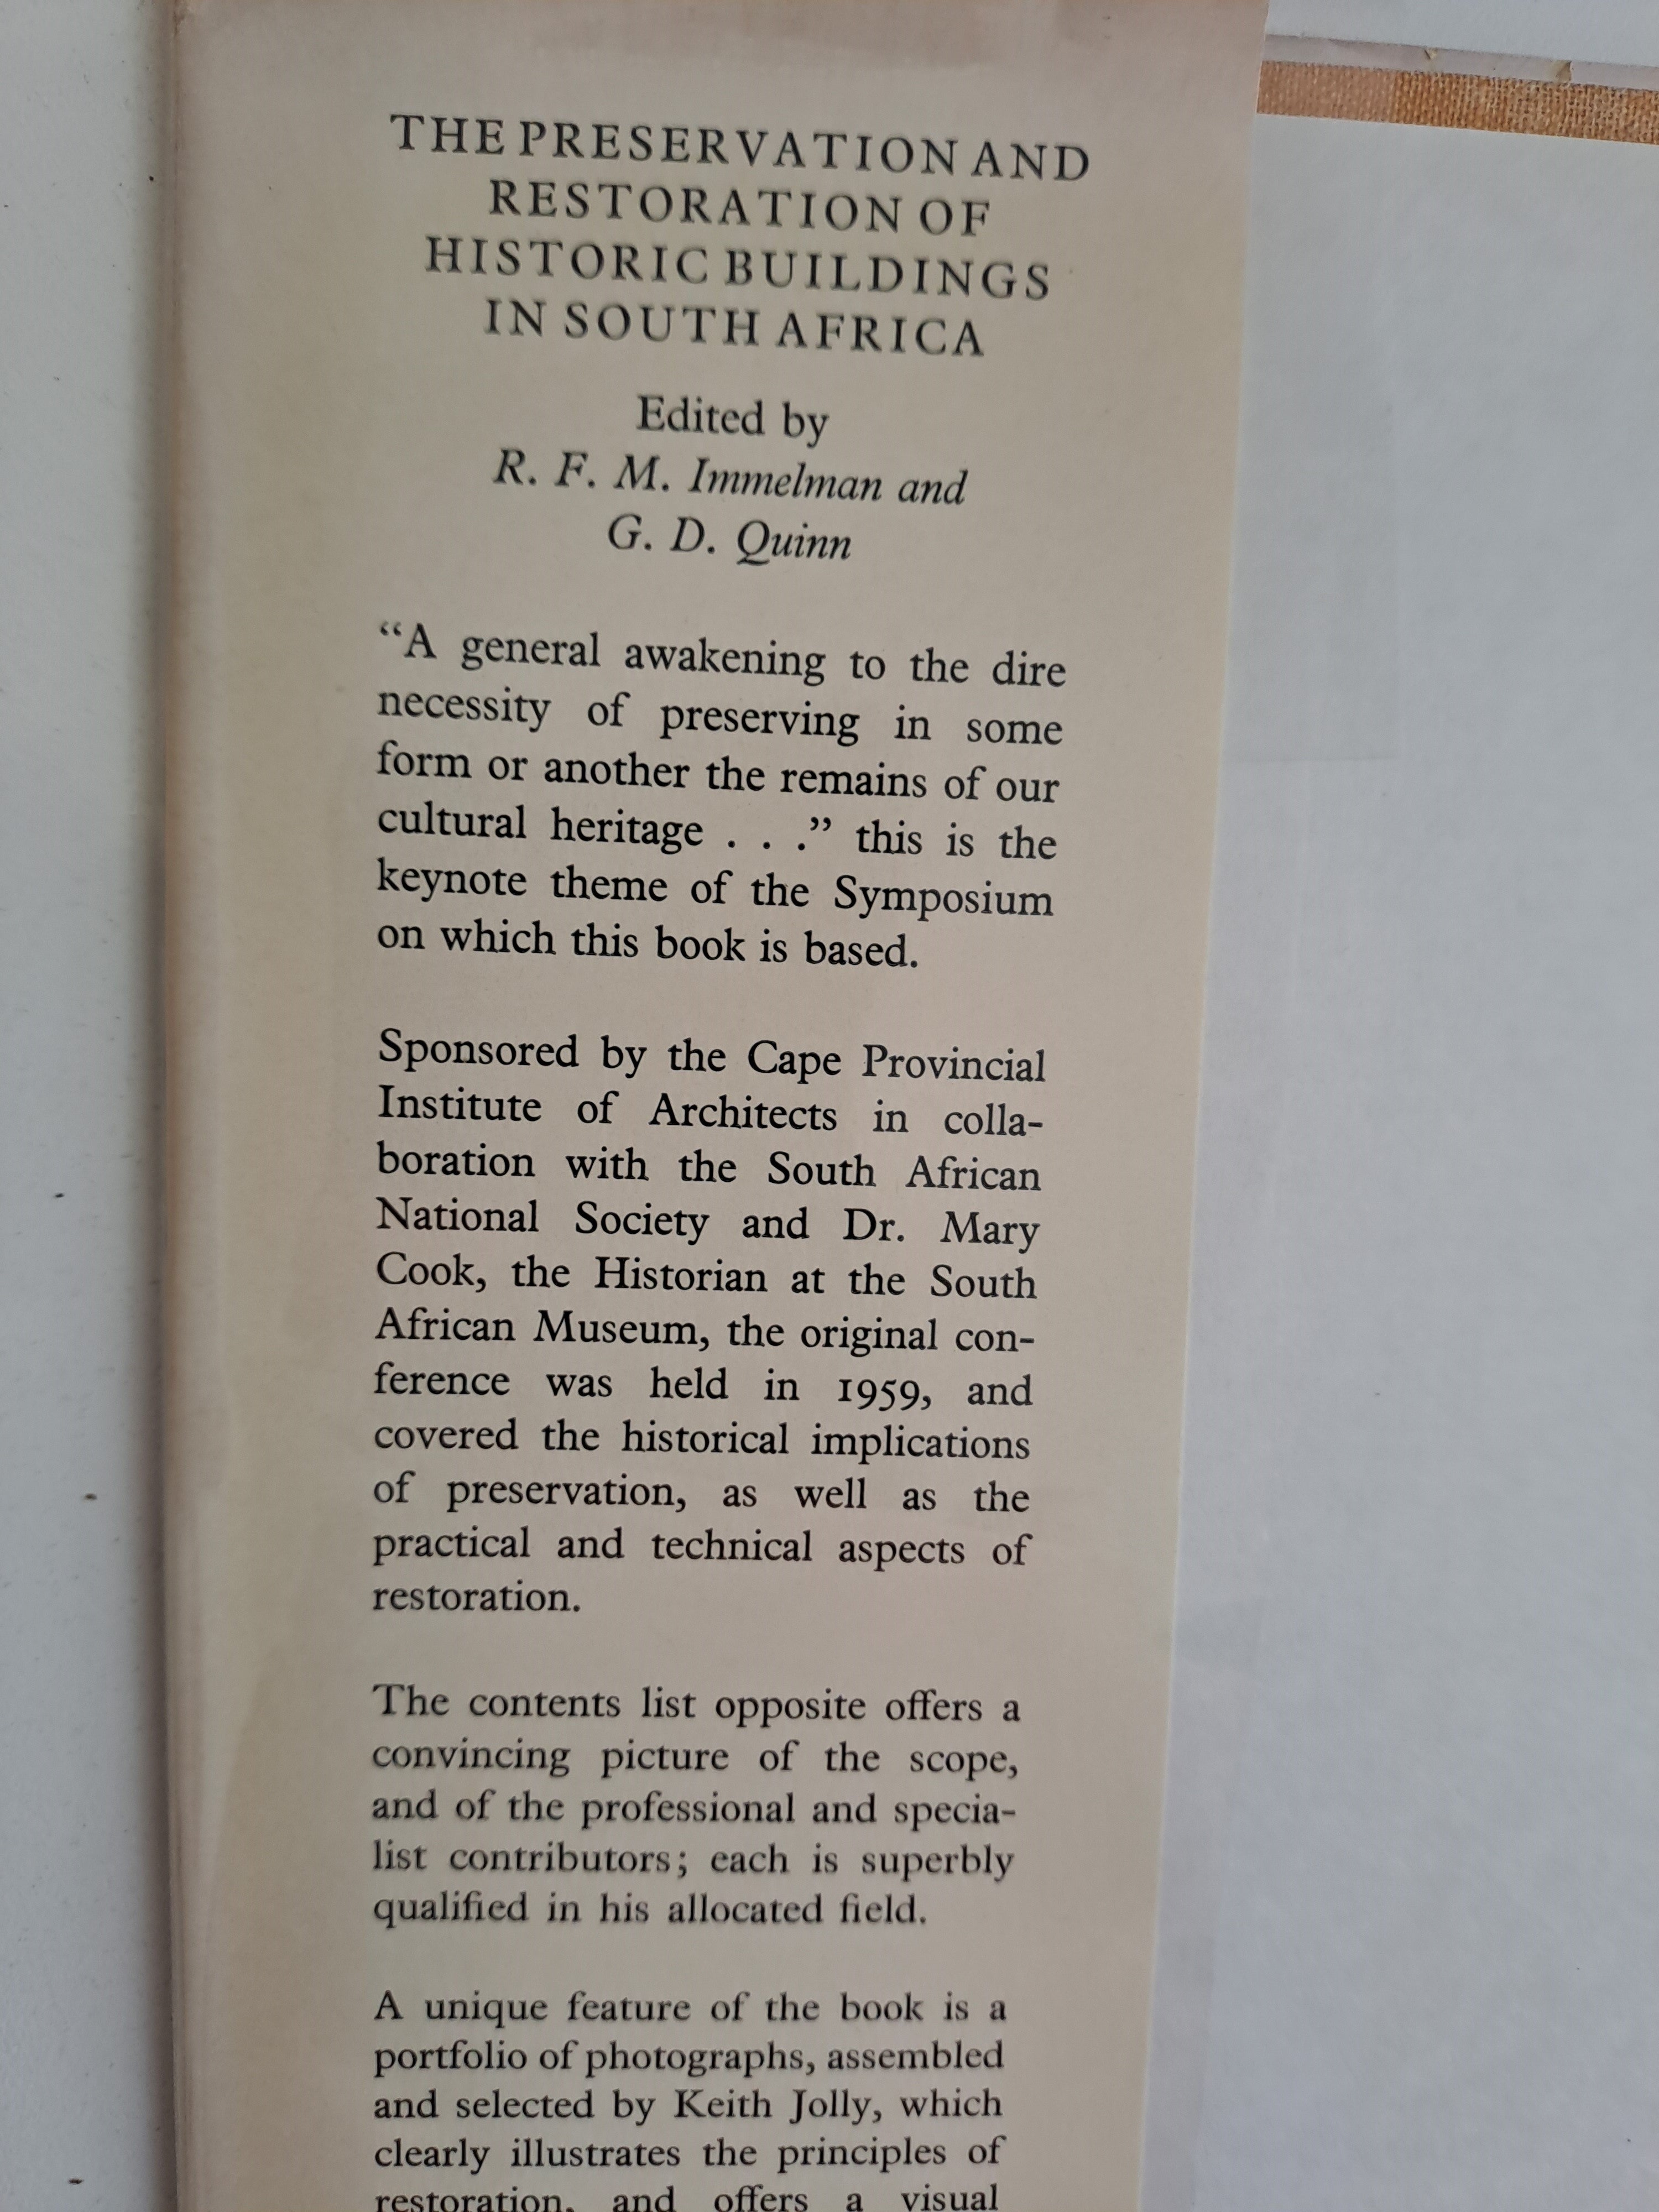 THE PRESERVATION AND
RESTORATION OF
HISTORIC BUILDINGS
IN SOUTH AFRICA
Edited by
R. F. M. Immelman and
G. D. Quinn
“A general awakening to the dire
necessity of preserving in some
form or another the remains of our
cultural heritage . . .” this is the
keynote theme of the Symposium
on which this book is based.
Sponsored by the Cape Provincial
Institute of Architects in colla-
boration with the South African
National Society and Dr. Mary
Cook, the Historian at the South
African Museum, the original con-
ference was held in 1959, and
covered the historical implications
of preservation, as well as the
practical and technical aspects of
restoration.
The contents list opposite offers a
convincing picture of the scope,
and of the professional and specia-
list contributors; each is superbly
qualified in his allocated field.
A unique feature of the book is a
portfolio of photographs, assembled
and selected by Keith Jolly, which
clearly illustrates the principles of
restoration, and offers a visual